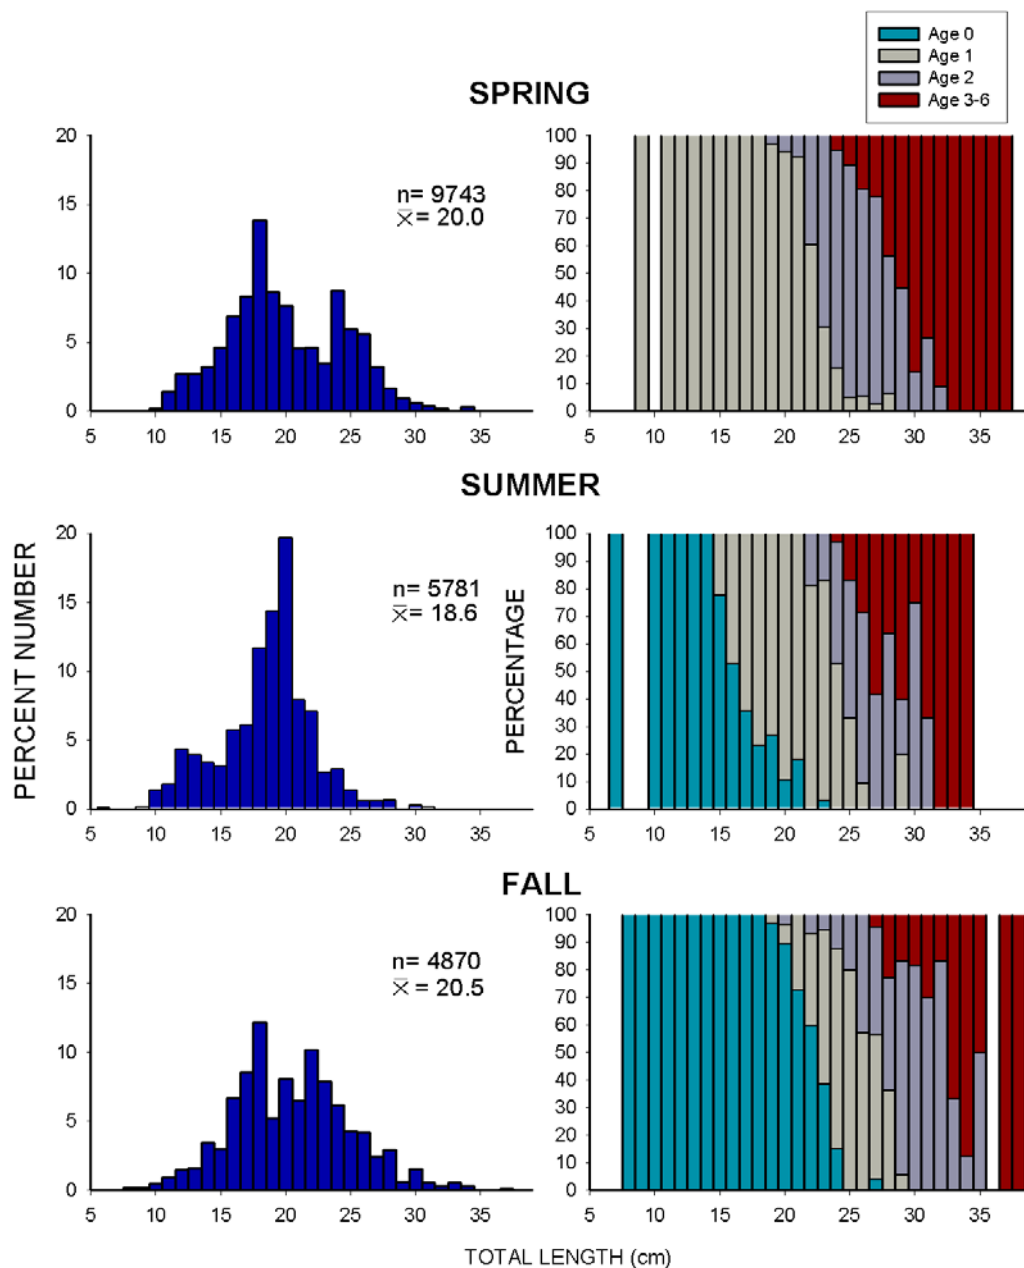 Age 0
Age 1
Age 2
Age 3-6
SPRING
20
15
10
5
0
n= 9743
x̄= 20.0
5 10 15 20 25 30 35
100
90
80
70
60
50
40
30
20
10
0
5 10 15 20 25 30 35
SUMMER
PERCENT NUMBER
20
15
10
5
0
n= 5781
x̄= 18.6
5 10 15 20 25 30 35
PERCENTAGE
100
90
80
70
60
50
40
30
20
10
0
5 10 15 20 25 30 35
FALL
20
15
10
5
0
n= 4870
x̄ = 20.5
5 10 15 20 25 30 35
100
90
80
70
60
50
40
30
20
10
0
5 10 15 20 25 30 35
TOTAL LENGTH (cm)